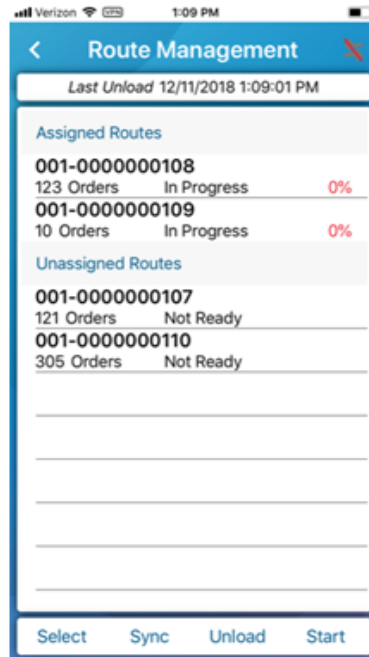 Verizon VPN 1:09 PM
Route Management
Last Unload 12/11/2018 1:09:01 PM
Assigned Routes
001-0000000108
123 Orders In Progress 0%
001-0000000109
10 Orders In Progress 0%
Unassigned Routes
001-0000000107
121 Orders Not Ready
001-0000000110
305 Orders Not Ready
Select Sync Unload Start